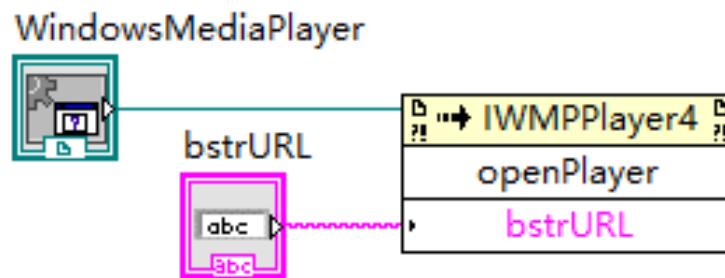 WindowsMediaPlayer
?
?! IWMPPlayer4 ?!
bstrURL
openPlayer
abc
bstrURL
abc